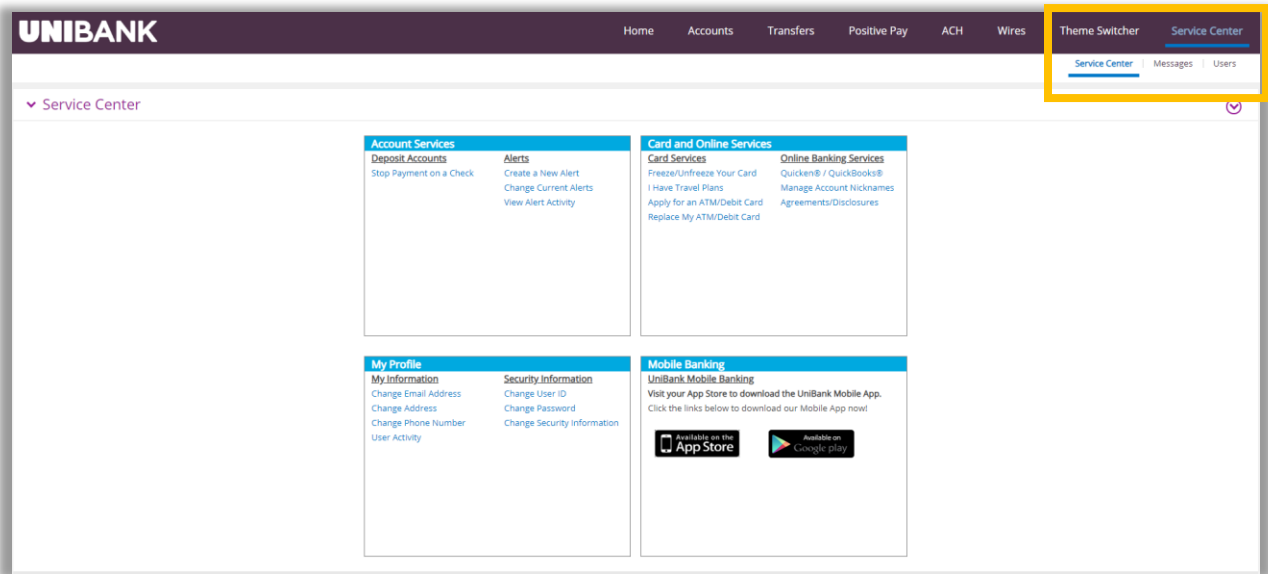 UNIBANK
Home Accounts Transfers Positive Pay ACH Wires Theme Switcher Service Center
Service Center Messages Users
Service Center
Account Services
Deposit Accounts
Stop Payment on a Check
Alerts
Create a New Alert
Change Current Alerts
View Alert Activity
Card and Online Services
Card Services
Freeze/Unfreeze Your Card
I Have Travel Plans
Apply for an ATM/Debit Card
Replace My ATM/Debit Card
Online Banking Services
Quicken® / QuickBooks®
Manage Account Nicknames
Agreements/Disclosures
My Profile
My Information
Change Email Address
Change Address
Change Phone Number
User Activity
Security Information
Change User ID
Change Password
Change Security Information
Mobile Banking
UniBank Mobile Banking
Visit your App Store to download the UniBank Mobile App.
Click the links below to download our Mobile App now!
Available on the
App Store
Available on
Google play